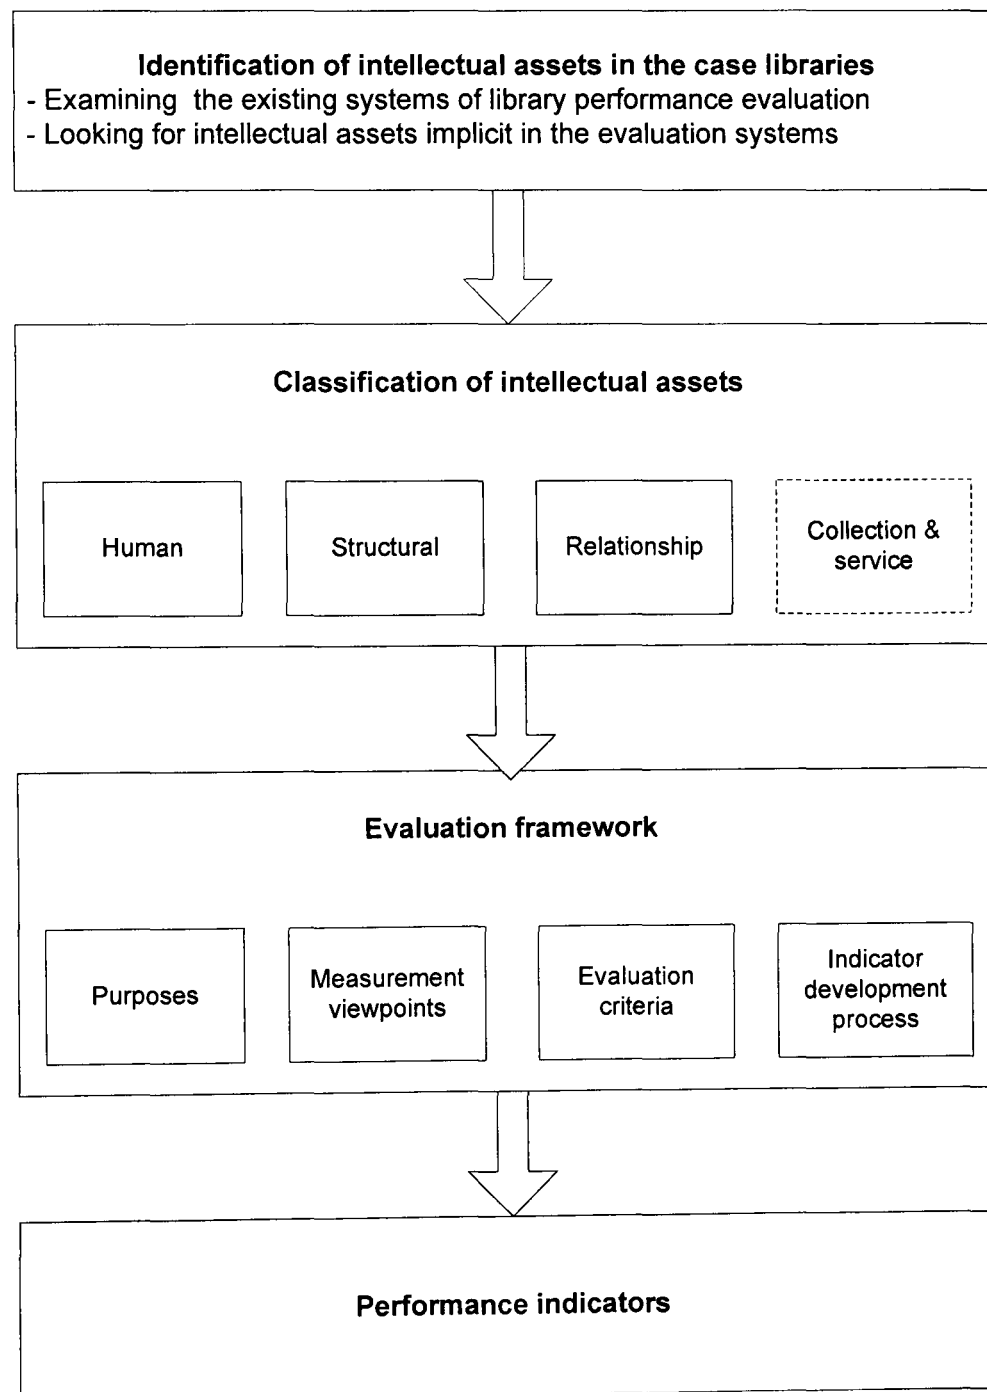 Identification of intellectual assets in the case libraries
- Examining the existing systems of library performance evaluation
- Looking for intellectual assets implicit in the evaluation systems
Classification of intellectual assets
Human
Structural
Relationship
Collection &
service
Evaluation framework
Purposes
Measurement
viewpoints
Evaluation
criteria
Indicator
development
process
Performance indicators